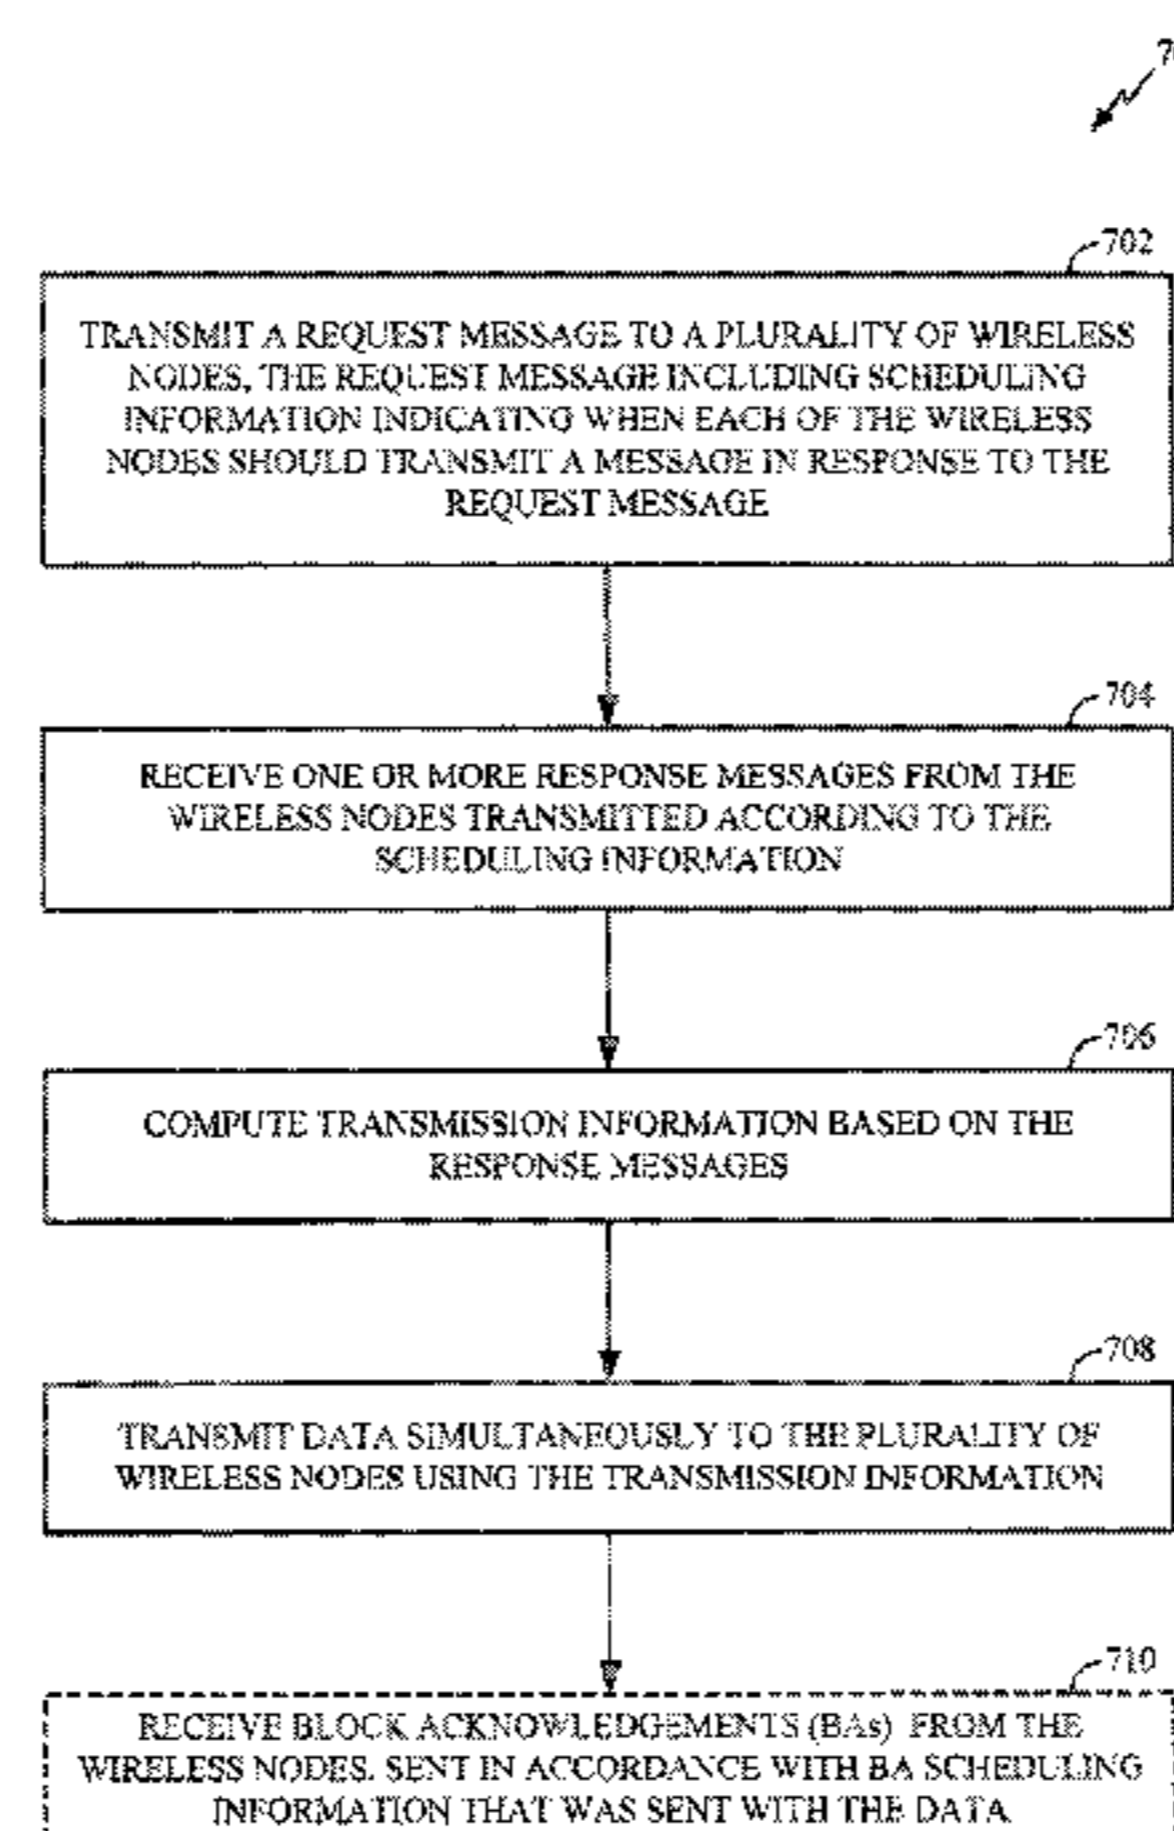 702
TRANSMIT A REQUEST MESSAGE TO A PLURALITY OF WIRELESS
NODES, THE REQUEST MESSAGE INCLUDING SCHEDULING
INFORMATION INDICATING WHEN EACH OF THE WIRELESS
NODES SHOULD TRANSMIT A MESSAGE IN RESPONSE TO THE
REQUEST MESSAGE
704
RECEIVE ONE OR MORE RESPONSE MESSAGES FROM THE
WIRELESS NODES TRANSMITTED ACCORDING TO THE
SCHEDULING INFORMATION
706
COMPUTE TRANSMISSION INFORMATION BASED ON THE
RESPONSE MESSAGES
708
TRANSMIT DATA SIMULTANEOUSLY TO THE PLURALITY OF
WIRELESS NODES USING THE TRANSMISSION INFORMATION
710
RECEIVE BLOCK ACKNOWLEDGEMENTS (BAs) FROM THE
WIRELESS NODES, SENT IN ACCORDANCE WITH BA SCHEDULING
INFORMATION THAT WAS SENT WITH THE DATA